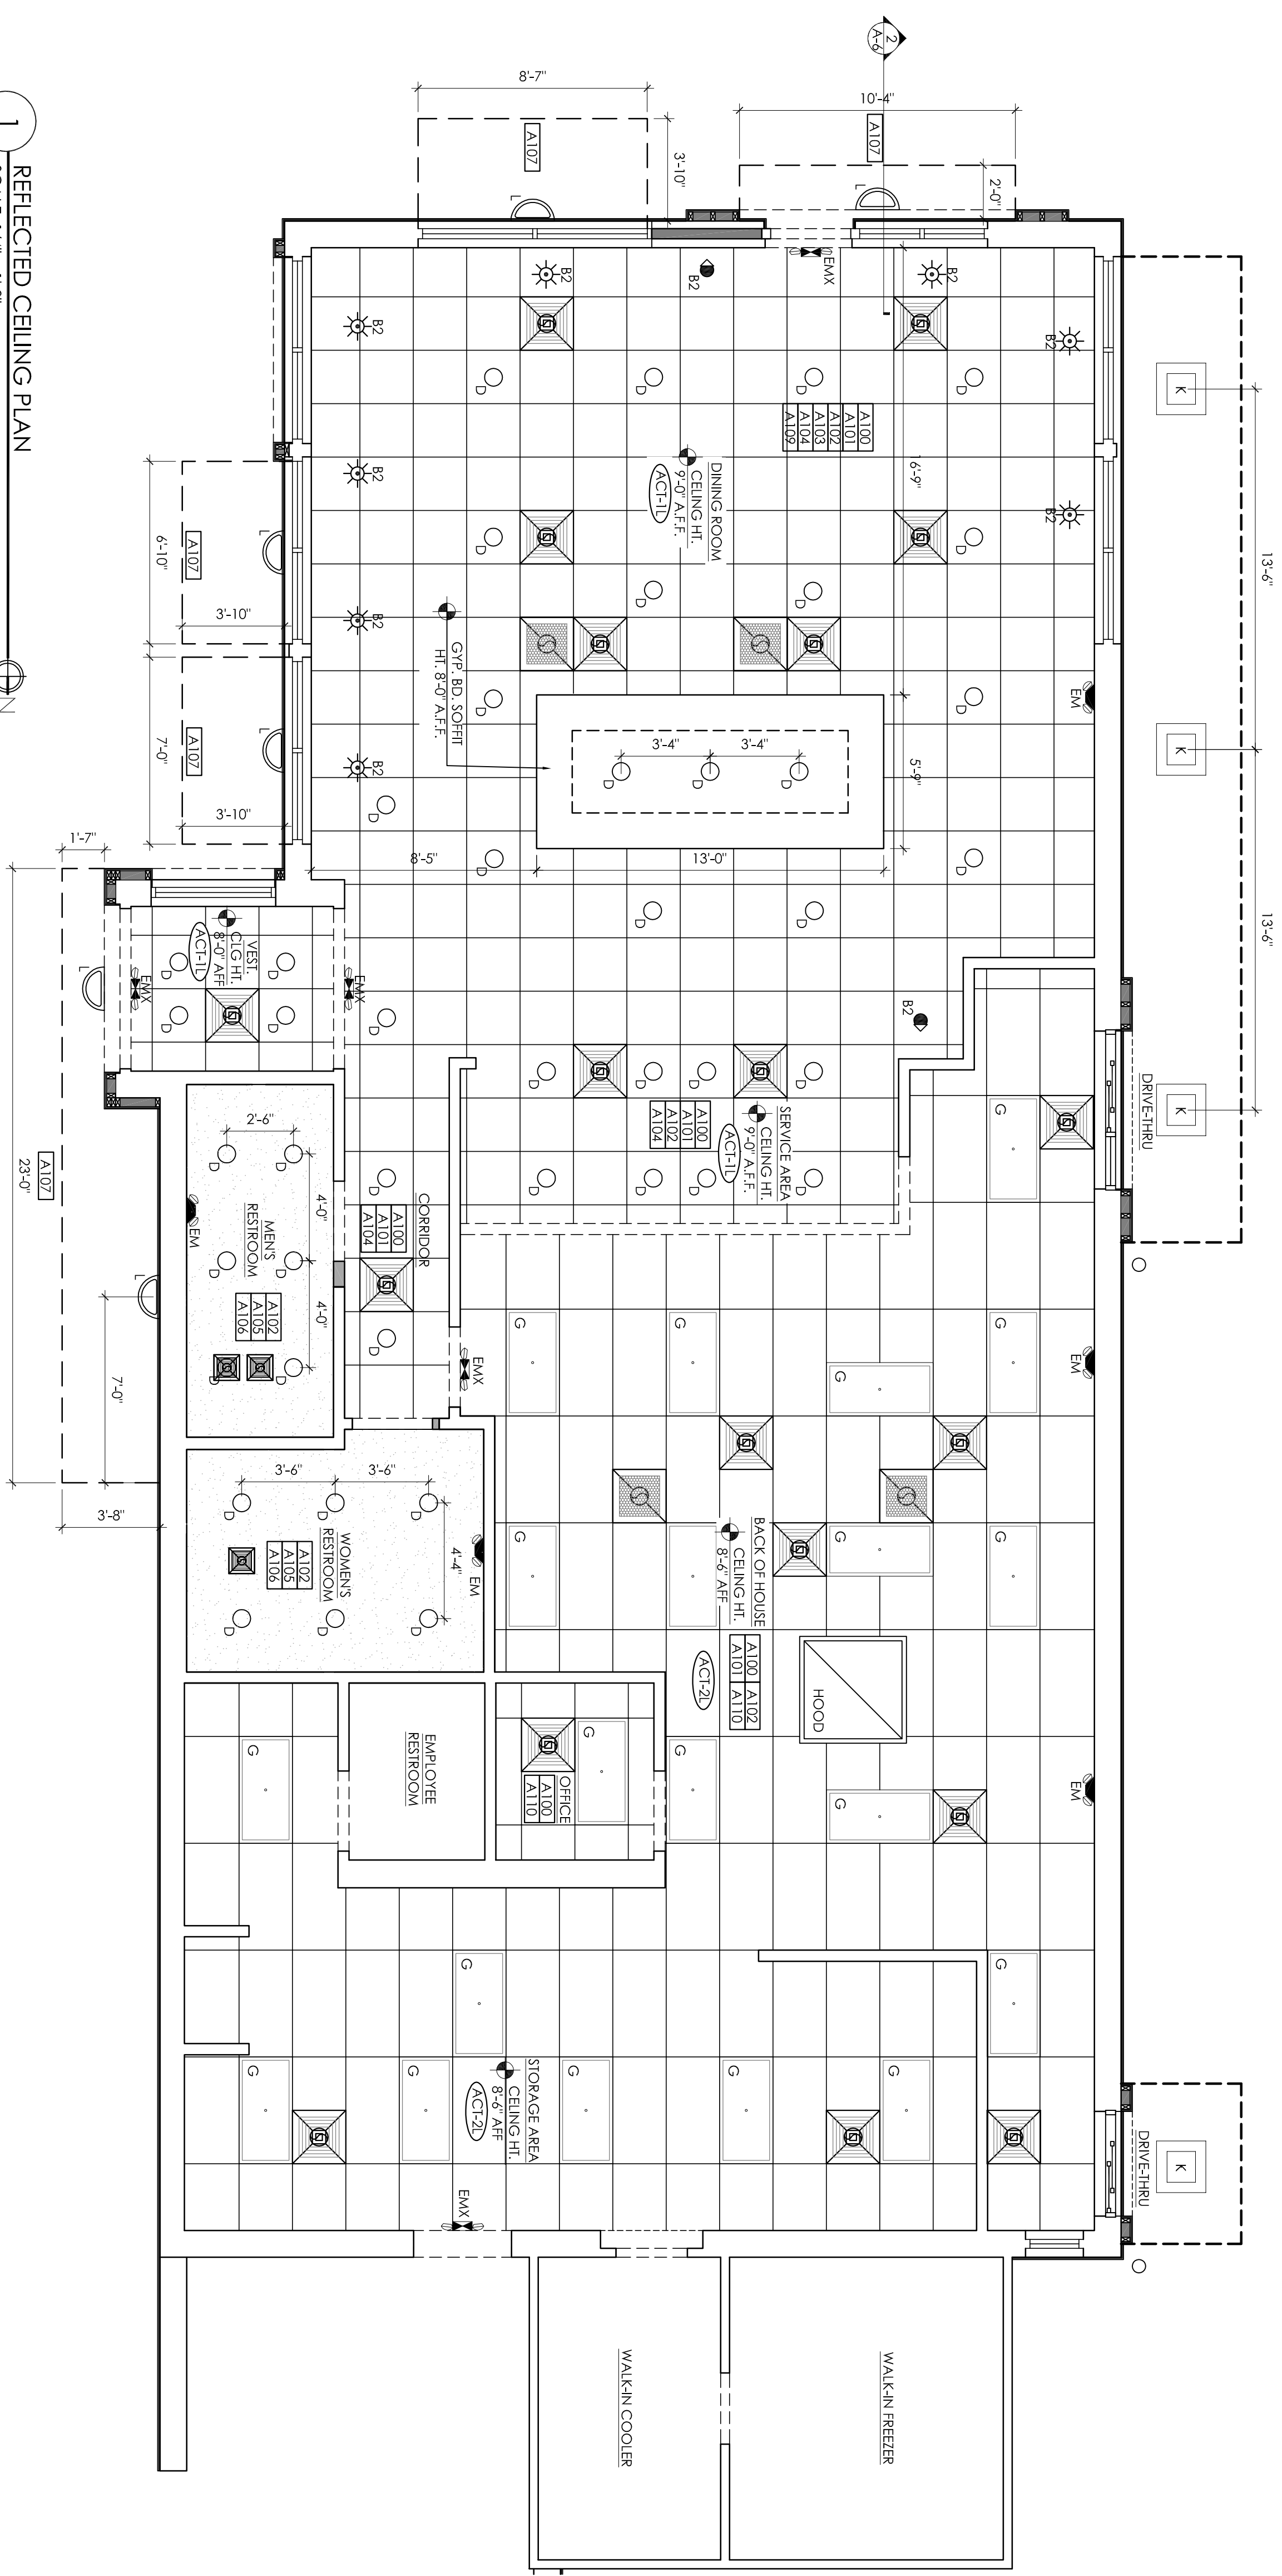 1
REFLECTED CEILING PLAN
N
2
A-6
8'-7"
3'-10"
A107
L
10'-4"
2'-0"
A107
L
EMX
B2
B2
B2
B2
B2
B2
B2
B2
B2
D
D
D
D
A100
A101
A102
A103
A104
A109
16'-9"
DINING ROOM
CELING HT.
9'-0" A.F.F.
ACT-1L
K
K
K
13'-6"
13'-6"
D
D
D
D
GYP. BD. SOFFIT
HT. 8'-0" A.F.F.
3'-4"
3'-4"
D
D
D
5'-9"
13'-0"
8'-5"
D
D
D
D
D
D
D
EM
A107
6'-10"
3'-10"
L
A107
7'-0"
3'-10"
L
1'-7"
VEST.
CLG HT.
8'-0" AFF
ACT-1L
D
D
D
D
EMX
EMX
L
D
B2
D
D
D
D
SERVICE AREA
CEILING HT.
9'-0" A.F.F.
ACT-1L
A100
A101
A102
A104
D
D
D
D
DRIVE-THRU
G
A107
23'-0"
7'-0"
3'-8"
L
2'-6"
4'-0"
4'-0"
MEN'S
RESTROOM
A102
A105
A106
D
D
D
D
D
D
D
EM
CORRIDOR
A100
A101
A104
D
D
EMX
3'-6"
3'-6"
4'-4"
WOMEN'S
RESTROOM
A102
A105
A106
D
D
D
D
D
D
EM
G
G
G
G
EM
BACK OF HOUSE
CELING HT.
8'-6" AFF
A100 A102
A101 A110
ACT-2L
G
G
G
G
HOOD
EM
G
G
G
G
OFFICE
A100
A110
EMPLOYEE
RESTROOM
G
G
STORAGE AREA
CELING HT.
8'-6" AFF
ACT-2L
G
G
G
G
G
EMX
DRIVE-THRU
K
WALK-IN COOLER
WALK-IN FREEZER